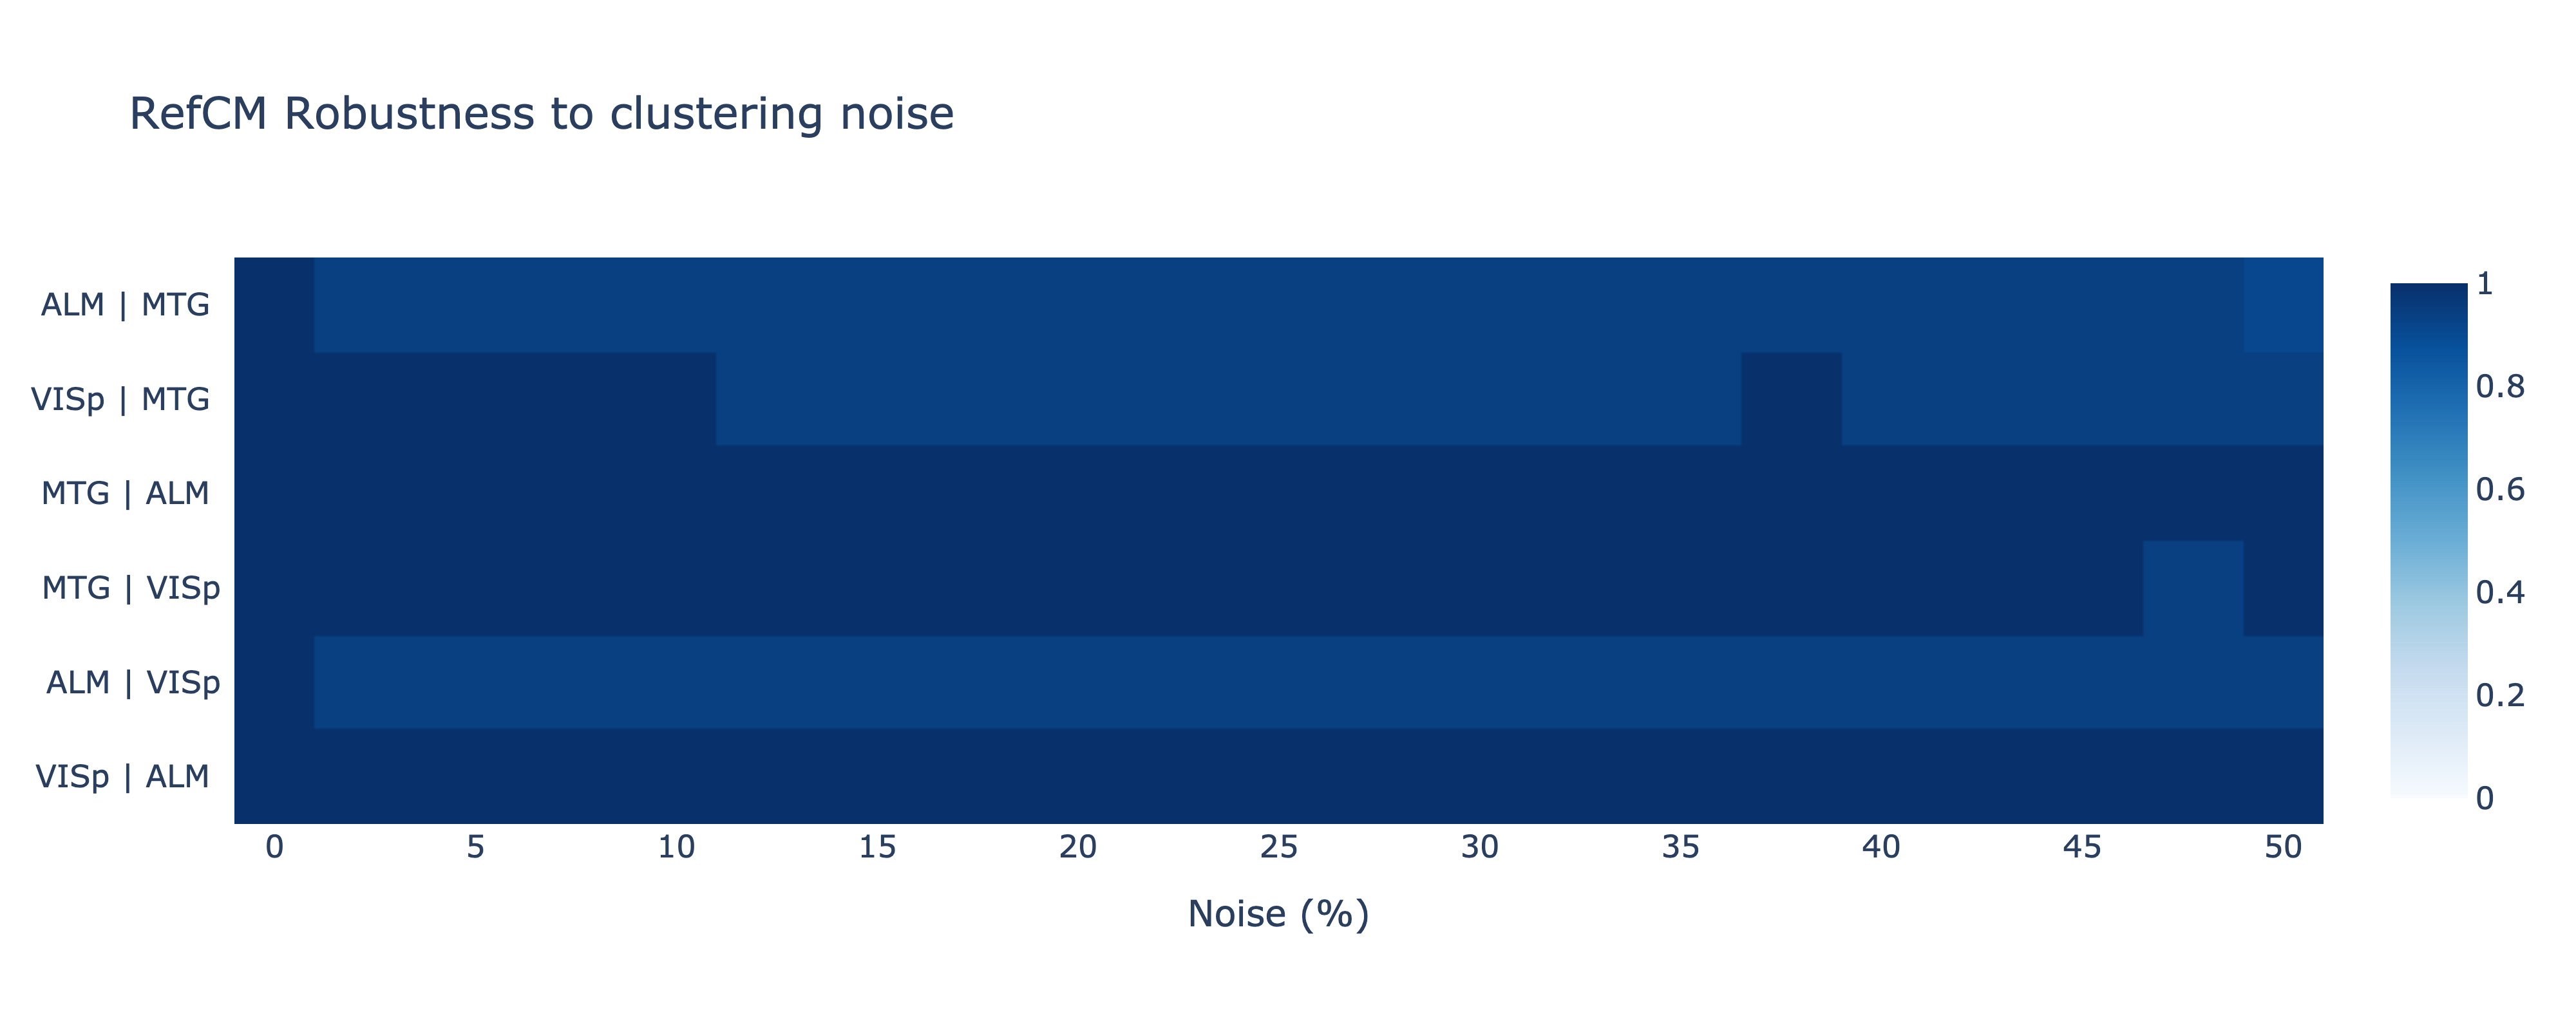 RefCM Robustness to clustering noise
ALM | MTG
VISp | MTG
MTG | ALM
MTG | VISp
ALM | VISp
VISp | ALM
0 5 10 15 20 25 30 35 40 45 50
Noise (%)
1
0.8
0.6
0.4
0.2
0